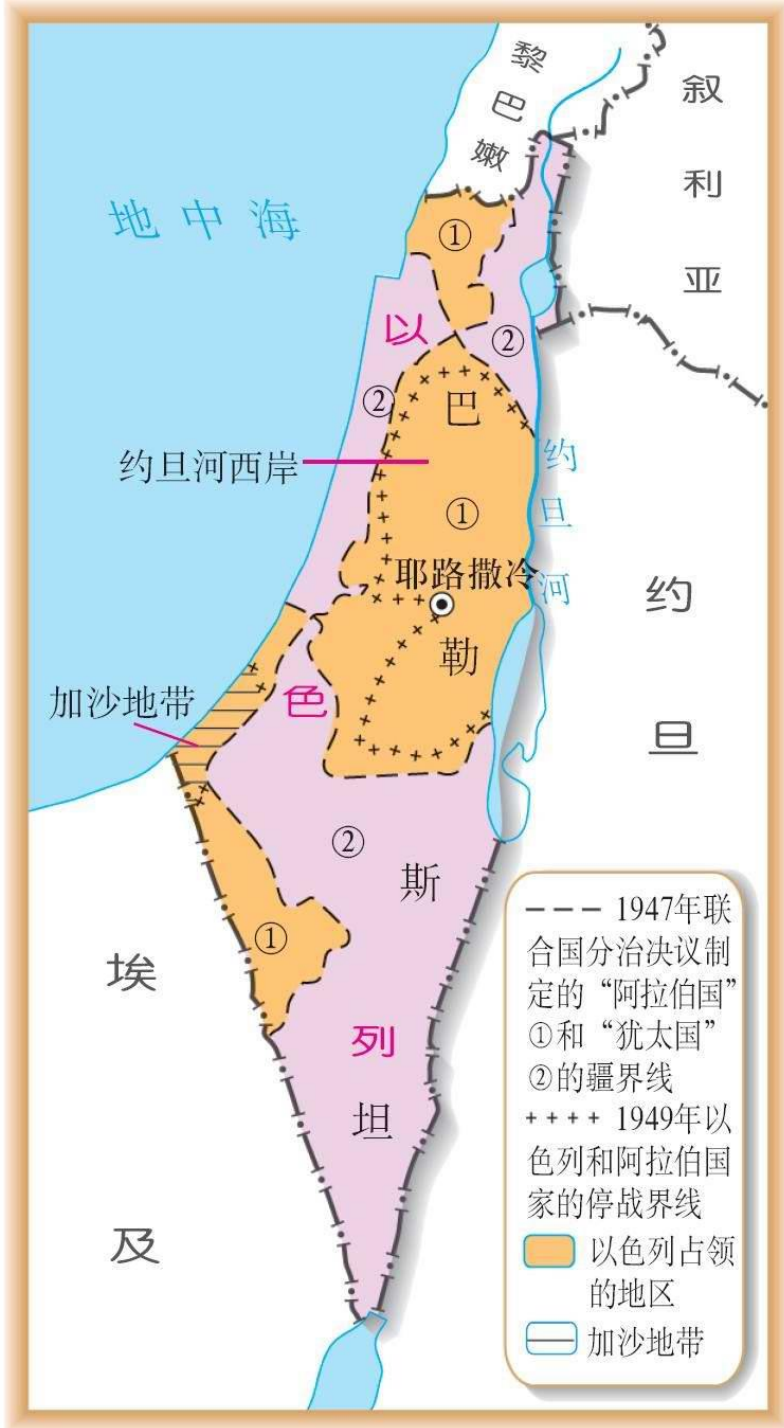 黎巴嫩
叙利亚
地中海
①
以
②
②
巴
约旦河西岸
约旦河
①
耶路撒冷
约旦
勒
加沙地带
色
②
斯
①
埃及
列
坦
1947年联
合国分治决议制
定的“阿拉伯国”
①和“犹太国”
②的疆界线
++++ 1949年以
色列和阿拉伯国
家的停战界线
以色列占领
的地区
加沙地带